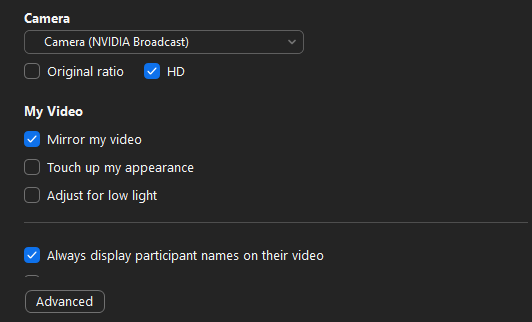 Camera
Camera (NVIDIA Broadcast)
Original ratio HD
My Video
Mirror my video
Touch up my appearance
Adjust for low light
Always display participant names on their video
Advanced